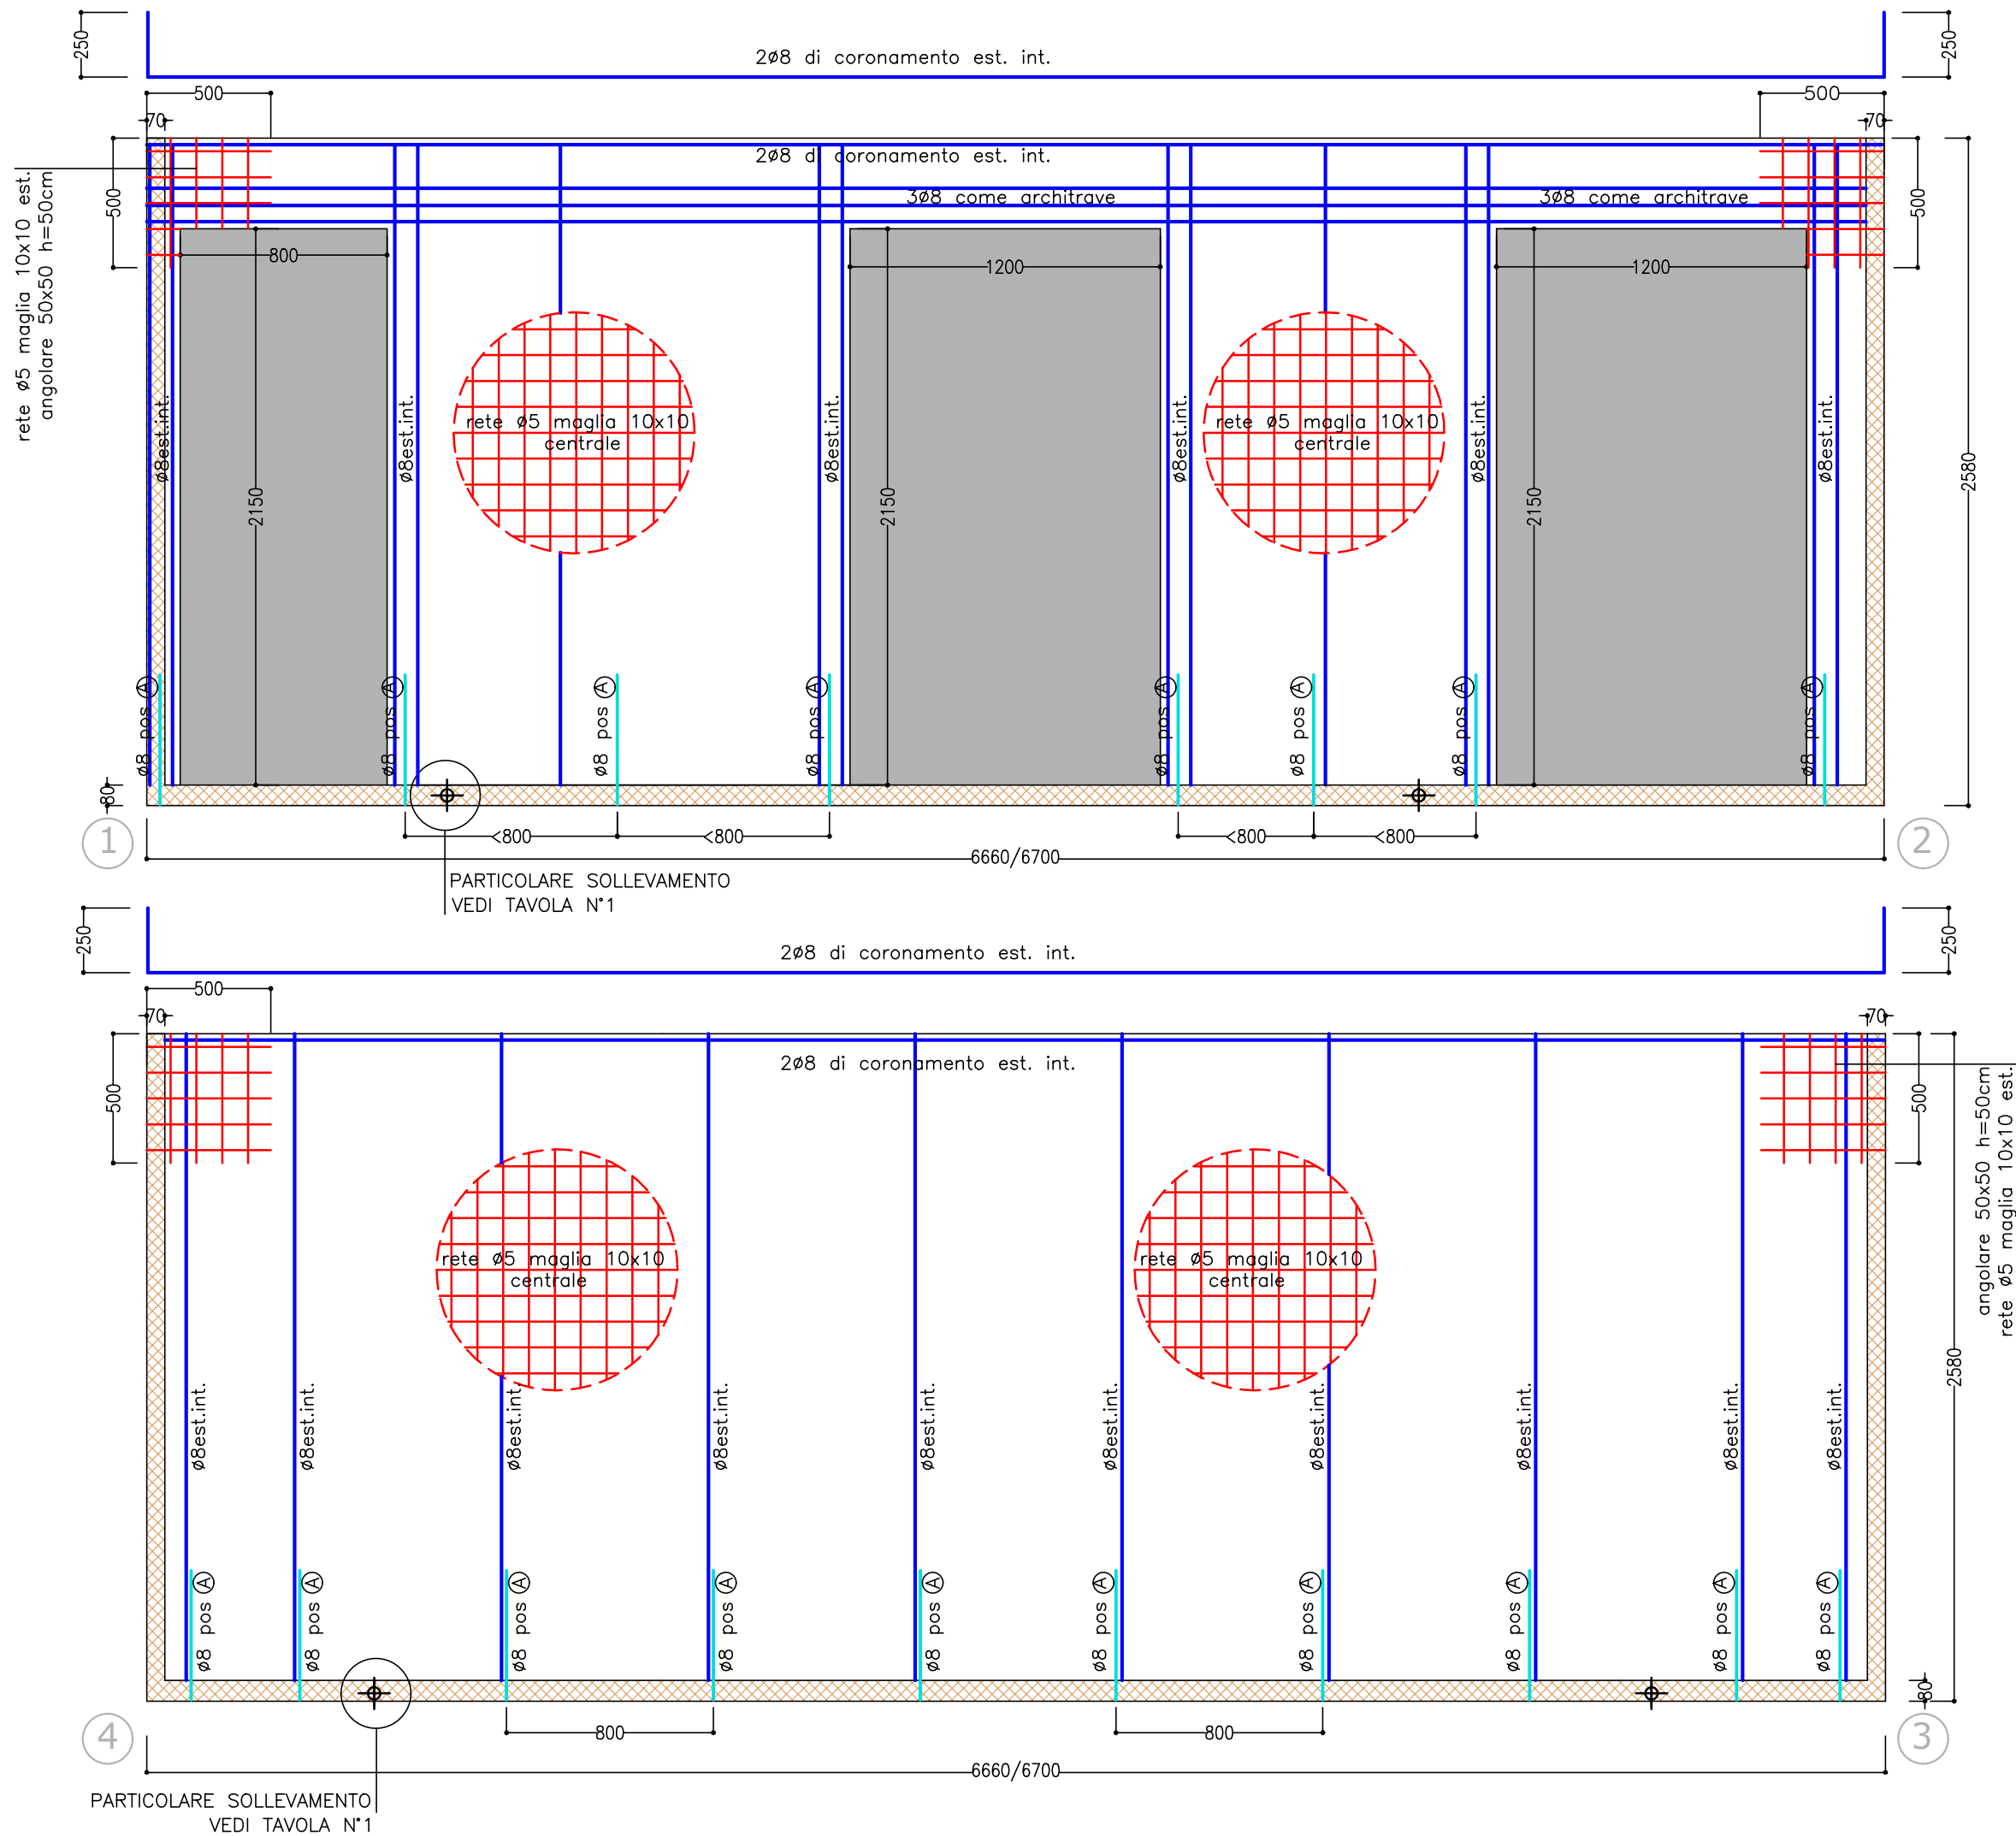 250
2ø8 di coronamento est. int.
250
500
500
70
70
2ø8 di coronamento est. int.
3ø8 come architrave
3ø8 come architrave
rete ø5 maglia 10x10 est.
angolare 50x50 h=50cm
500
500
800
1200
1200
rete ø5 maglia 10x10
centrale
rete ø5 maglia 10x10
centrale
ø8est.int.
ø8est.int.
ø8est.int.
ø8est.int.
ø8est.int.
ø8est.int.
2150
2150
2150
2580
ø8 pos A
ø8 pos A
ø8 pos A
ø8 pos A
ø8 pos A
ø8 pos A
ø8 pos A
ø8 pos A
80
<800
<800
<800
<800
1
6660/6700
2
PARTICOLARE SOLLEVAMENTO
VEDI TAVOLA N°1
250
2ø8 di coronamento est. int.
250
500
70
70
2ø8 di coronamento est. int.
500
500
angolare 50x50 h=50cm
rete ø5 maglia 10x10 est.
rete ø5 maglia 10x10
centrale
rete ø5 maglia 10x10
centrale
2580
ø8est.int.
ø8est.int.
ø8est.int.
ø8est.int.
ø8est.int.
ø8est.int.
ø8est.int.
ø8est.int.
ø8est.int.
ø8est.int.
ø8 pos A
ø8 pos A
ø8 pos A
ø8 pos A
ø8 pos A
ø8 pos A
ø8 pos A
ø8 pos A
ø8 pos A
ø8 pos A
80
800
800
4
6660/6700
3
PARTICOLARE SOLLEVAMENTO
VEDI TAVOLA N°1